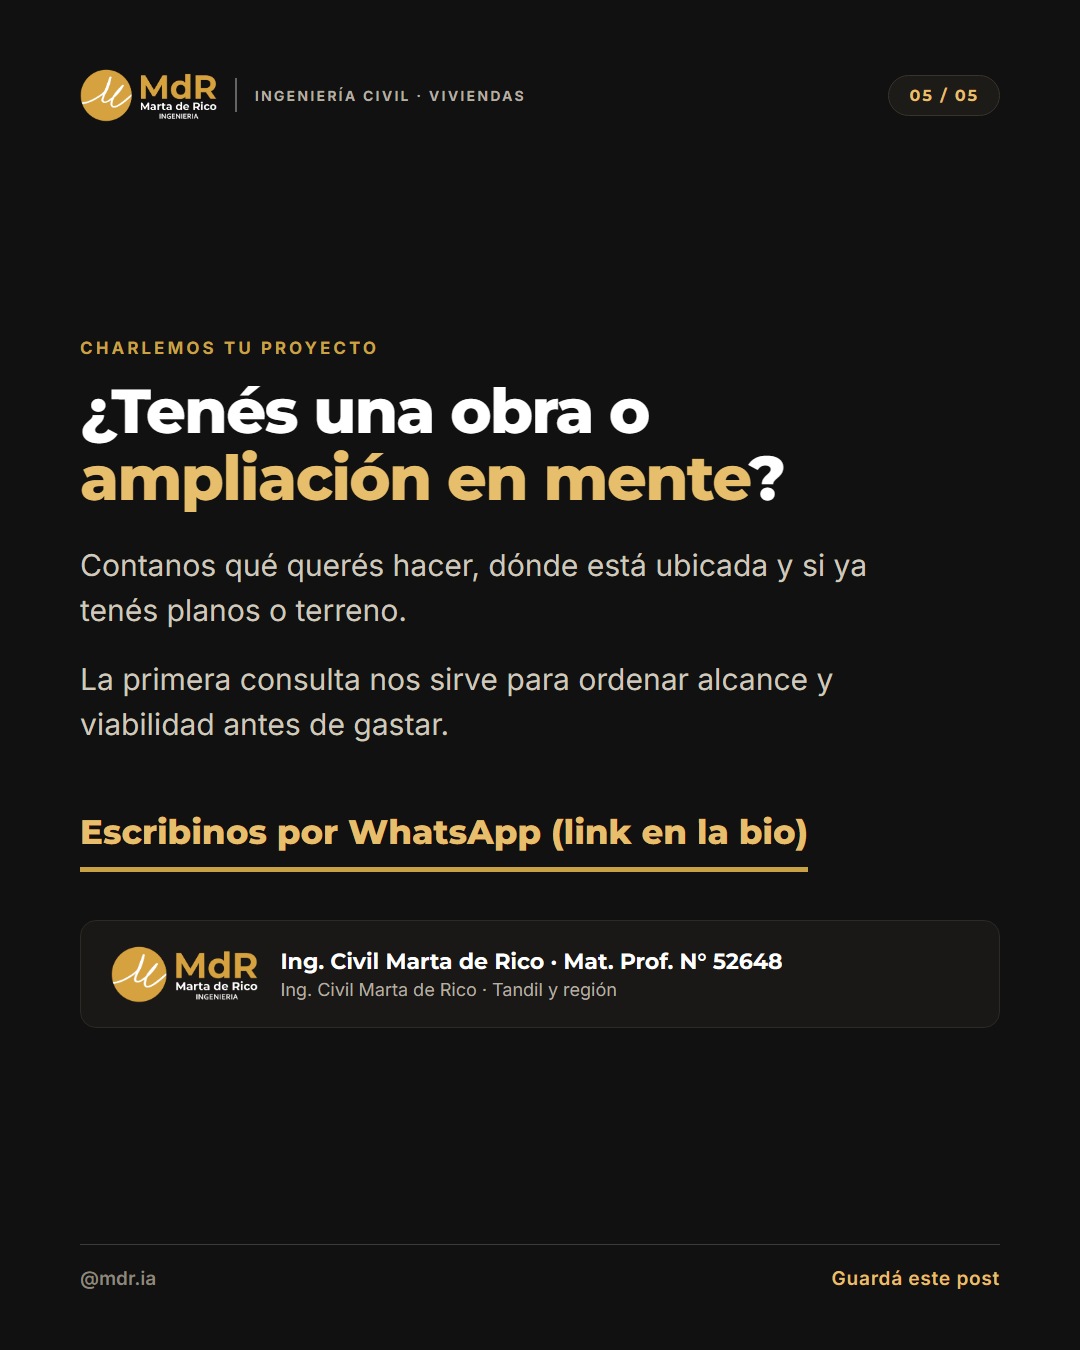 MdR
Marta de Rico
INGENIERIA
INGENIERÍA CIVIL · VIVIENDAS
05 / 05
CHARLEMOS TU PROYECTO
¿Tenés una obra o
ampliación en mente?
Contanos qué querés hacer, dónde está ubicada y si ya
tenés planos o terreno.
La primera consulta nos sirve para ordenar alcance y
viabilidad antes de gastar.
Escribinos por WhatsApp (link en la bio)
MdR
Marta de Rico
INGENIERIA
Ing. Civil Marta de Rico · Mat. Prof. N° 52648
Ing. Civil Marta de Rico · Tandil y región
@mdr.ia
Guardá este post